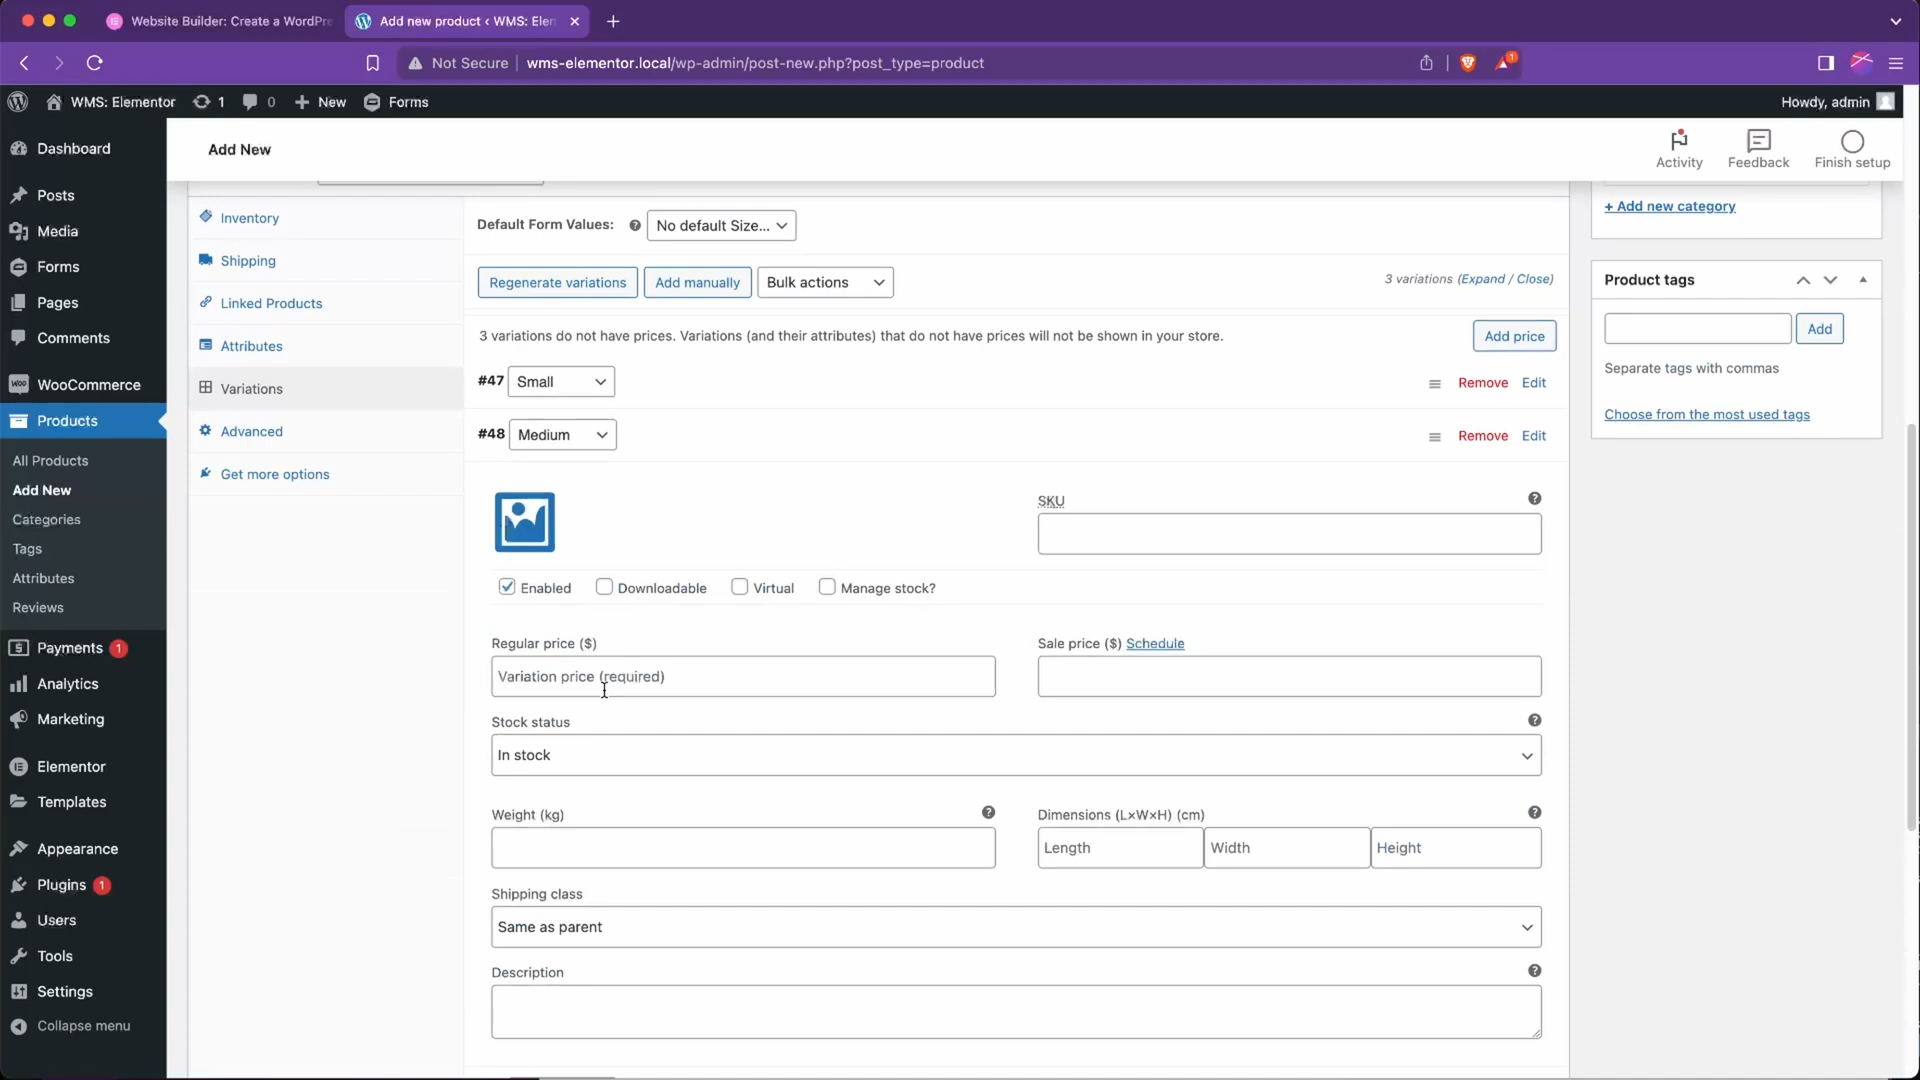 Website Builder: Create a WordPre
Add new product ‹ WMS: Elem
Not Secure
wms-elementor.local/wp-admin/post-new.php?post_type=product
1
WMS: Elementor
1
0
New
Forms
Howdy, admin
Add New
Activity
Feedback
Finish setup
Dashboard
Posts
Media
Forms
Pages
Comments
WooCommerce
Products
All Products
Add New
Categories
Tags
Attributes
Reviews
Payments 1
Analytics
Marketing
Elementor
Templates
Appearance
Plugins 1
Users
Tools
Settings
Collapse menu
Inventory
Shipping
Linked Products
Attributes
Variations
Advanced
Get more options
Default Form Values:
No default Size...
Regenerate variations
Add manually
Bulk actions
3 variations (Expand / Close)
3 variations do not have prices. Variations (and their attributes) that do not have prices will not be shown in your store.
Add price
#47 Small
Remove Edit
#48 Medium
Remove Edit
SKU
Enabled
Downloadable
Virtual
Manage stock?
Regular price ($)
Variation price (required)
Sale price ($) Schedule
Stock status
In stock
Weight (kg)
Dimensions (L×W×H) (cm)
Length
Width
Height
Shipping class
Same as parent
Description
+ Add new category
Product tags
Add
Separate tags with commas
Choose from the most used tags